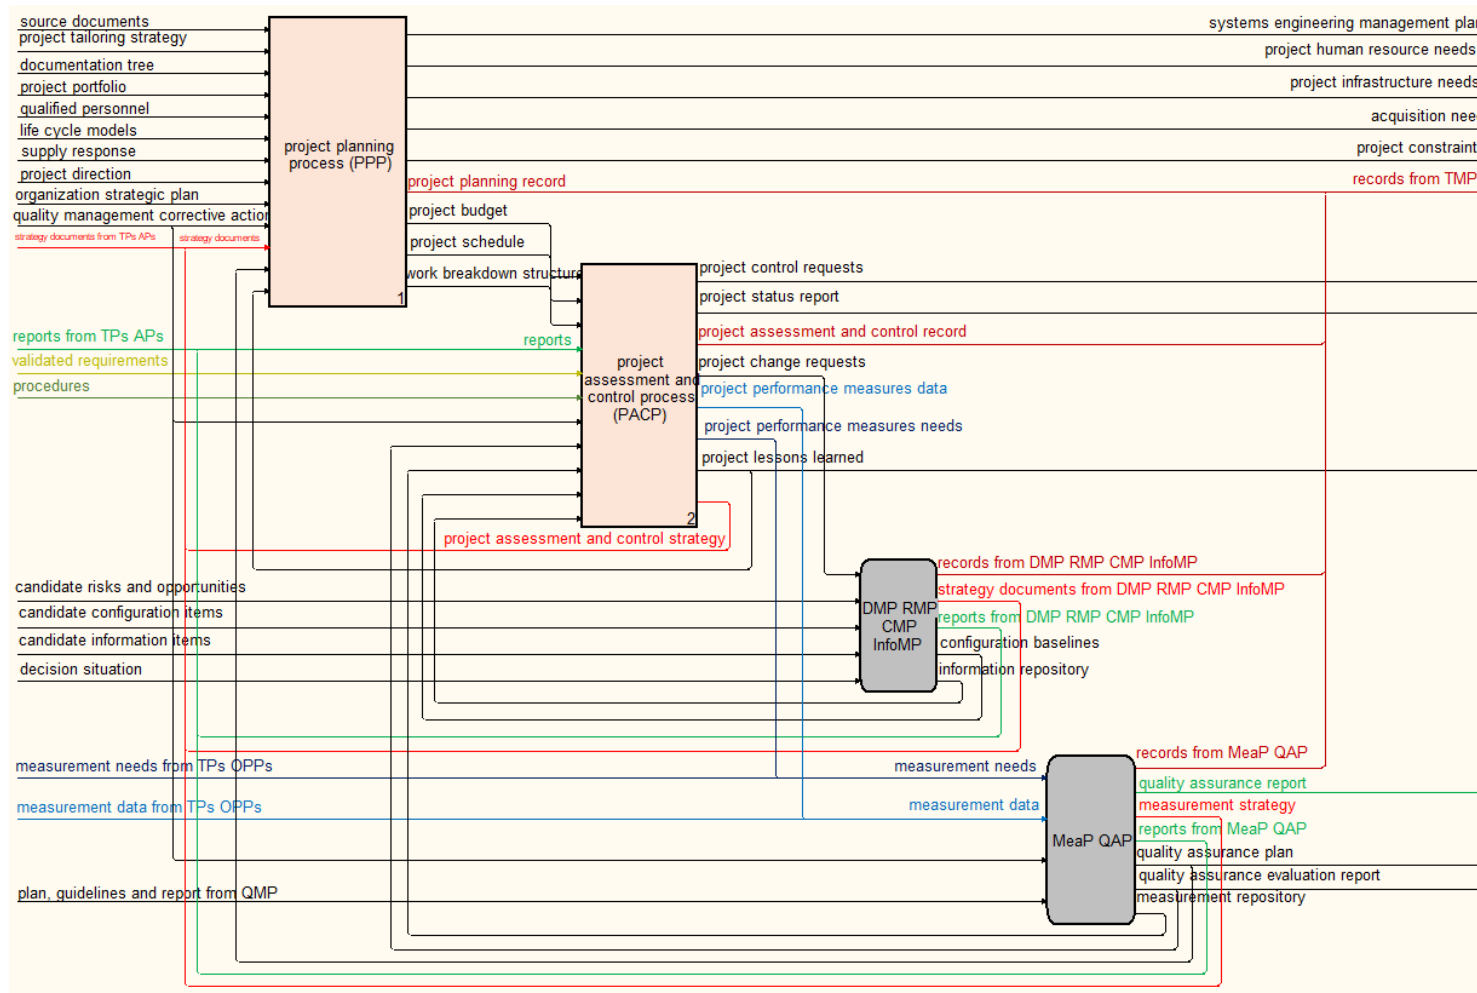 source documents
project tailoring strategy
documentation tree
project portfolio
qualified personnel
life cycle models
supply response
project direction
organization strategic plan
quality management corrective action
strategy documents from TPs APs
strategy documents
project planning
process (PPP)
1
systems engineering management plan
project human resource needs
project infrastructure needs
acquisition nee
project constraint
project planning record
records from TMP
project budget
project schedule
work breakdown structure
reports from TPs APs
validated requirements
procedures
reports
project
assessment and
control process
(PACP)
2
project control requests
project status report
project assessment and control record
project change requests
project performance measures data
project performance measures needs
project lessons learned
project assessment and control strategy
candidate risks and opportunities
candidate configuration items
candidate information items
decision situation
DMP RMP
CMP
InfoMP
records from DMP RMP CMP InfoMP
strategy documents from DMP RMP CMP InfoMP
reports from DMP RMP CMP InfoMP
configuration baselines
information repository
measurement needs from TPs OPPs
measurement data from TPs OPPs
plan, guidelines and report from QMP
measurement needs
measurement data
MeaP QAP
records from MeaP QAP
quality assurance report
measurement strategy
reports from MeaP QAP
quality assurance plan
quality assurance evaluation report
measurement repository